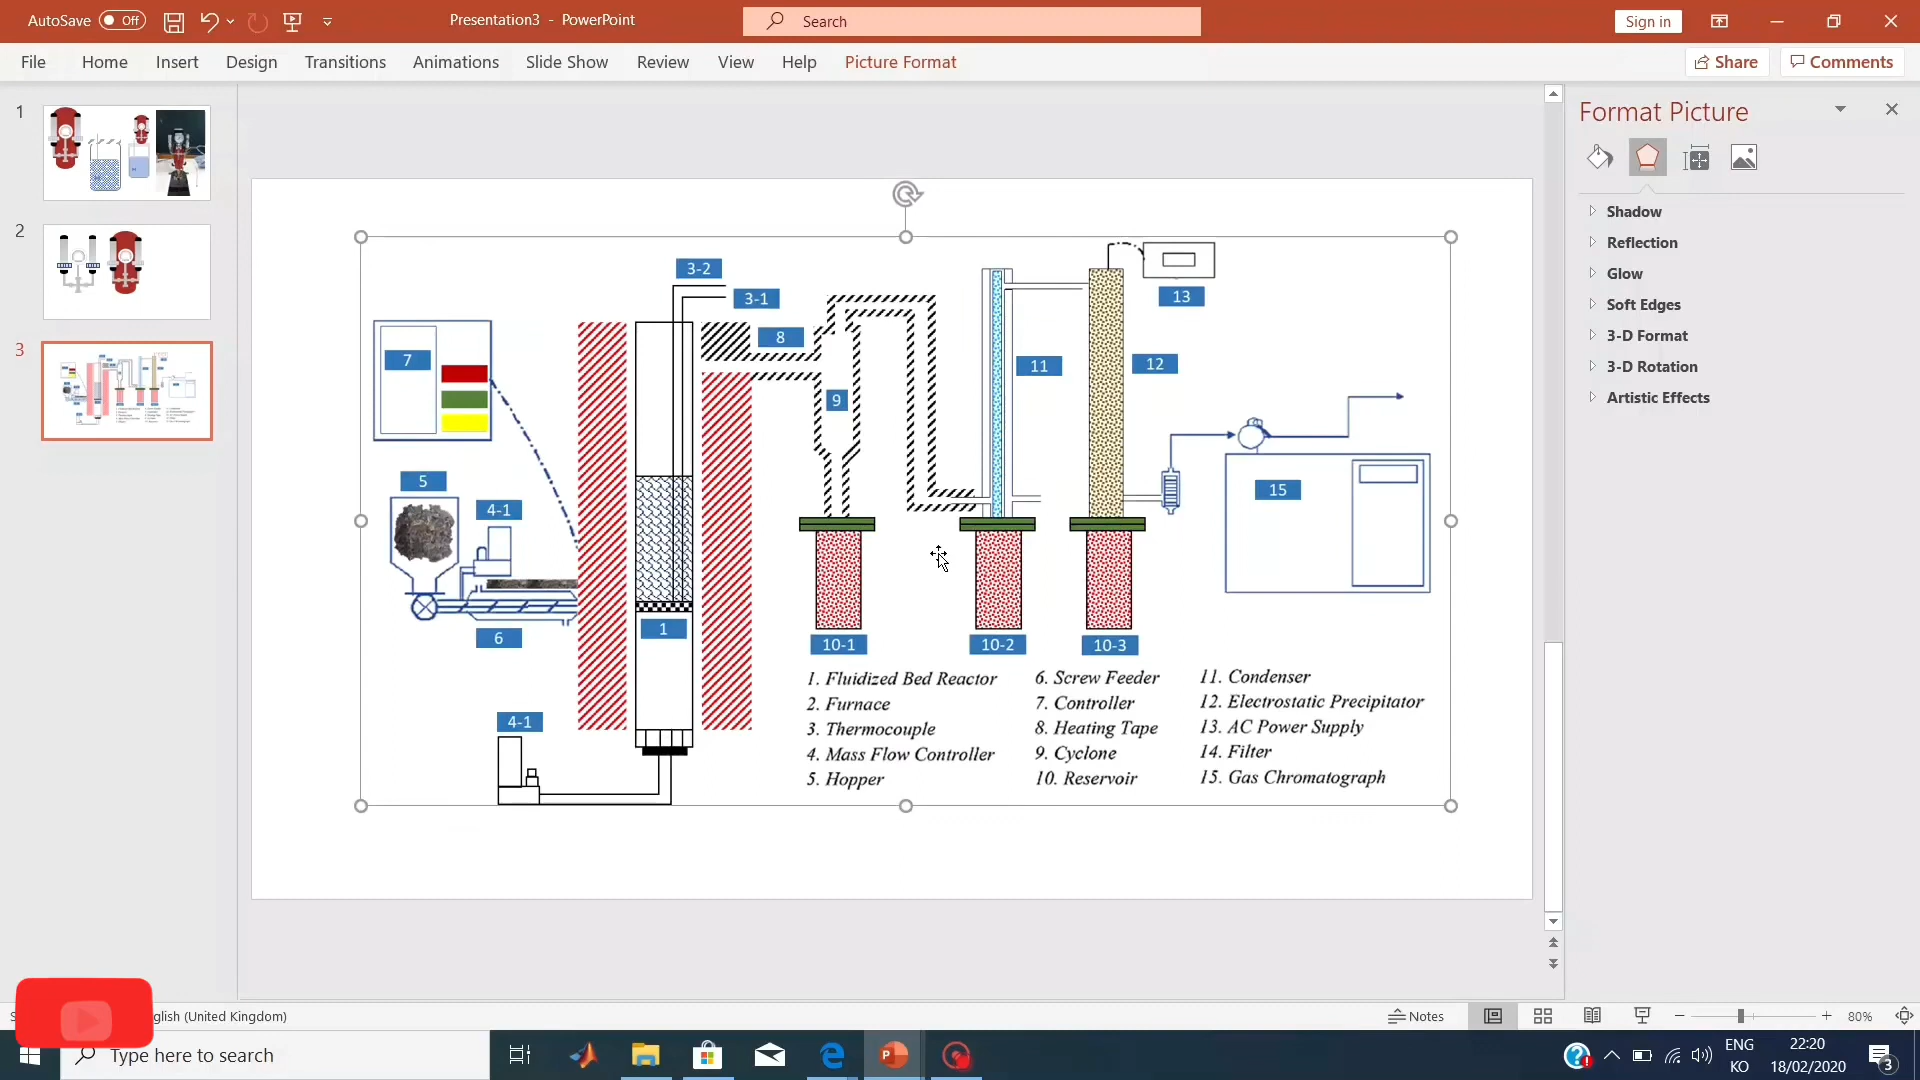 AutoSave Off
Presentation3 - PowerPoint
Search
Sign in
File Home Insert Design Transitions Animations Slide Show Review View Help Picture Format
Share Comments
1
2
3
Format Picture
Shadow
Reflection
Glow
Soft Edges
3-D Format
3-D Rotation
Artistic Effects
3-2
3-1
13
8
7
11
12
9
5
4-1
15
6
1
10-1
10-2
10-3
4-1
1. Fluidized Bed Reactor
2. Furnace
3. Thermocouple
4. Mass Flow Controller
5. Hopper
6. Screw Feeder
7. Controller
8. Heating Tape
9. Cyclone
10. Reservoir
11. Condenser
12. Electrostatic Precipitator
13. AC Power Supply
14. Filter
15. Gas Chromatograph
glish (United Kingdom)
Notes
80%
Type here to search
ENG
KO
22:20
18/02/2020
3